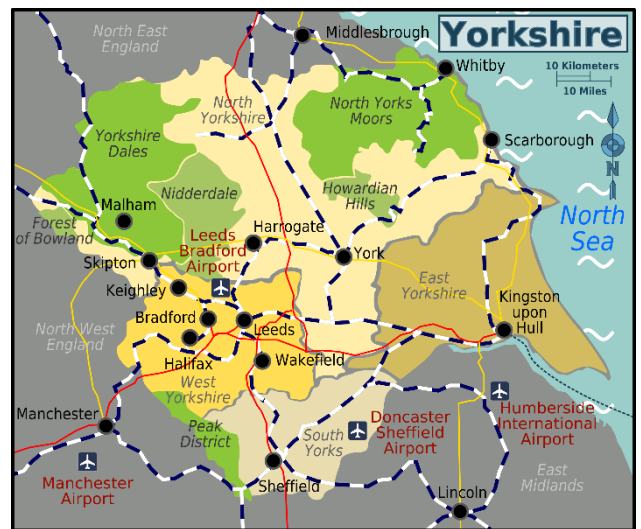 Yorkshire
North East
England
Middlesbrough
10 Kilometers
10 Miles
Whitby
North
Yorkshire
North Yorks
Moors
Yorkshire
Dales
Scarborough
N
Nidderdale
Howardian
Hills
Malham
Forest
of Bowland
Leeds
Bradford
Airport
Harrogate
North
Sea
York
Skipton
East
Yorkshire
Keighley
Kingston
upon
Hull
Bradford
Leeds
North West
England
Halifax
Wakefield
West
Yorkshire
Manchester
Peak
District
South
Yorks
Doncaster
Sheffield
Airport
Humberside
International
Airport
Manchester
Airport
Sheffield
East
Midlands
Lincoln